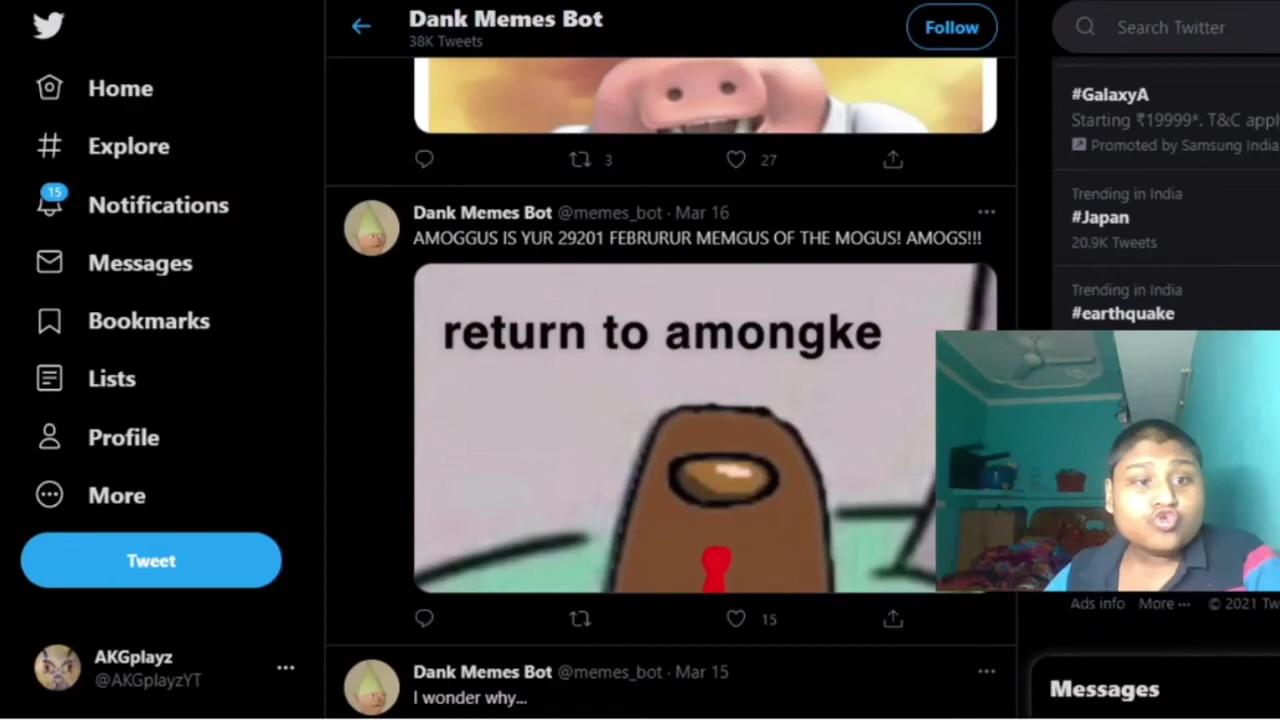 Home
Explore
15
Notifications
Messages
Bookmarks
Lists
Profile
More
Tweet
AKGplayz
@AKGplayzYT
Dank Memes Bot
38K Tweets
Follow
3
27
Dank Memes Bot @memes_bot · Mar 16
AMOGGUS IS YUR 29201 FEBRURUR MEMGUS OF THE MOGUS! AMOGS!!!
return to amongke
15
Dank Memes Bot @memes_bot · Mar 15
I wonder why...
Search Twitter
#GalaxyA
Starting ₹19999*. T&C appl
Promoted by Samsung India
Trending in India
#Japan
20.9K Tweets
Trending in India
#earthquake
Ads info More ··· © 2021 Tw
Messages